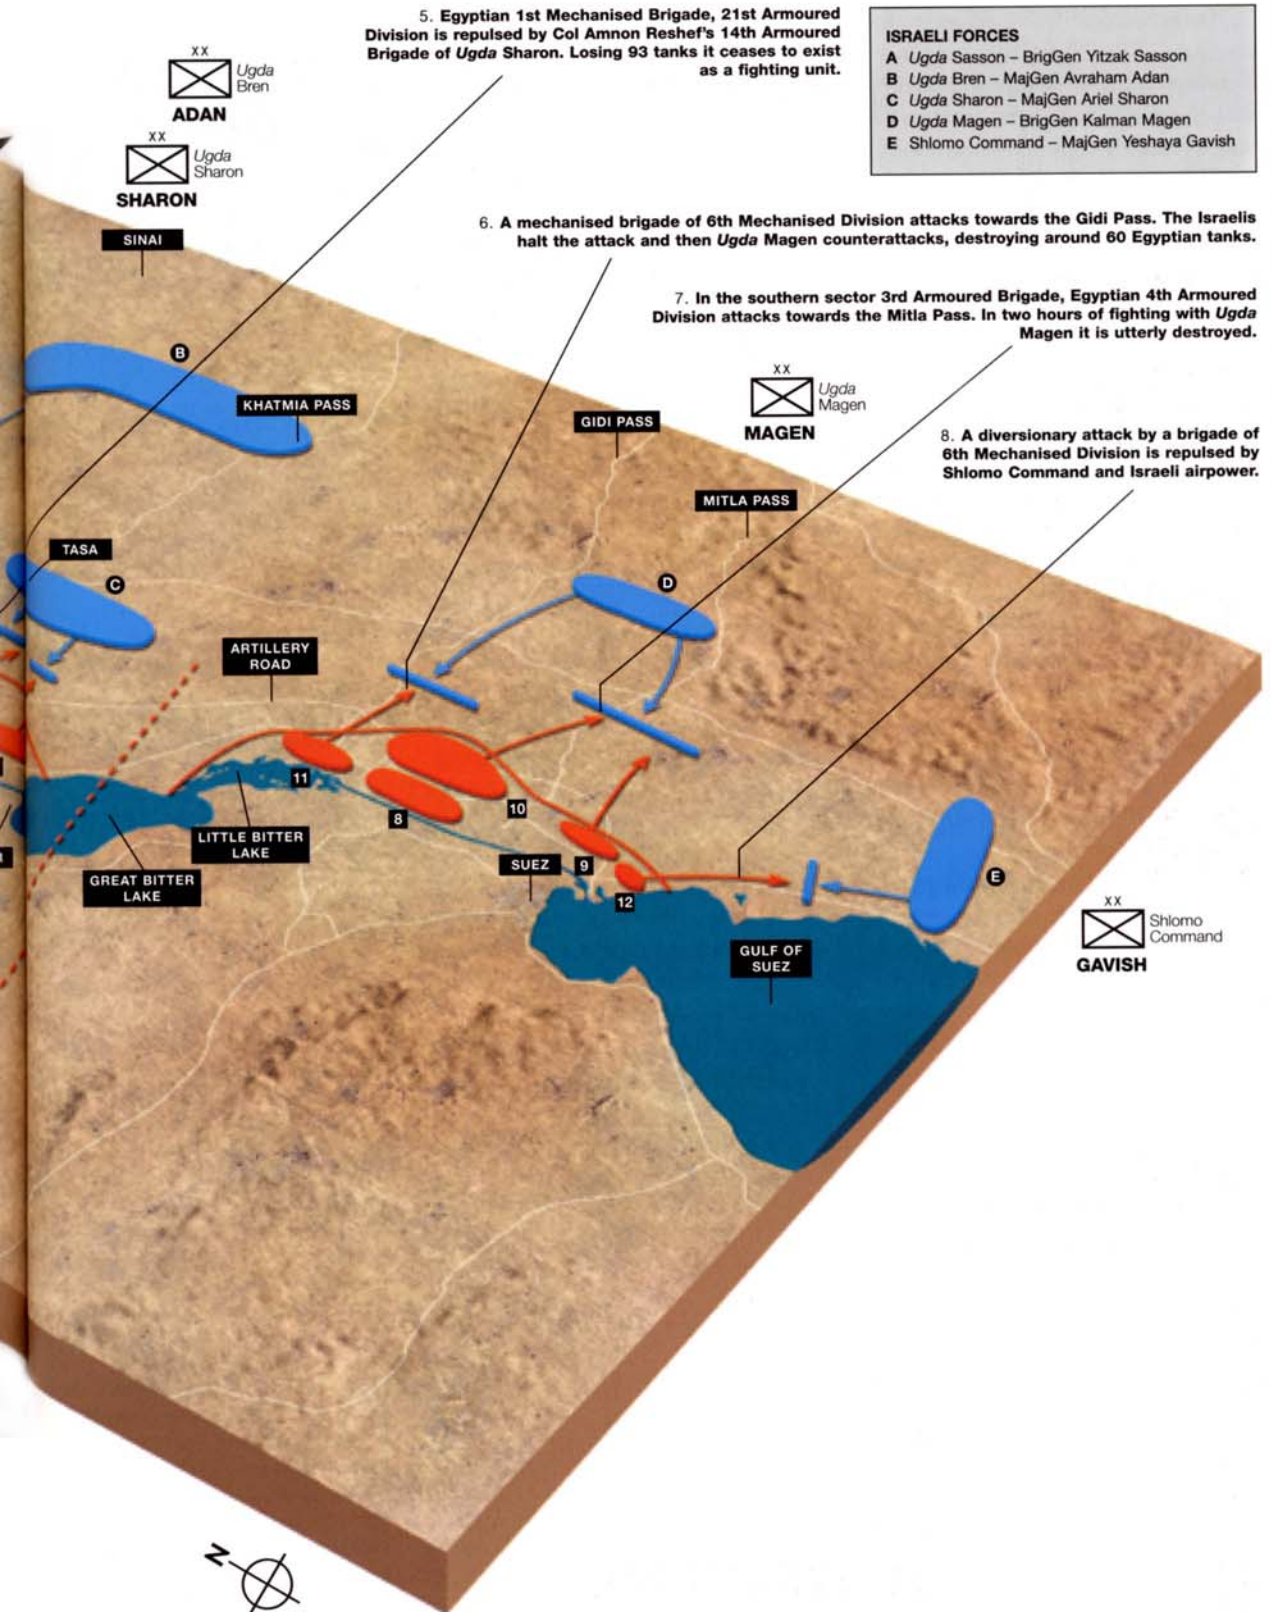 5. Egyptian 1st Mechanised Brigade, 21st Armoured
Division is repulsed by Col Amnon Reshef's 14th Armoured
Brigade of Ugda Sharon. Losing 93 tanks it ceases to exist
as a fighting unit.
ISRAELI FORCES
A Ugda Sasson – BrigGen Yitzak Sasson
B Ugda Bren – MajGen Avraham Adan
C Ugda Sharon – MajGen Ariel Sharon
D Ugda Magen – BrigGen Kalman Magen
E Shlomo Command – MajGen Yeshaya Gavish
XX
Ugda
Bren
ADAN
XX
Ugda
Sharon
SHARON
SINAI
6. A mechanised brigade of 6th Mechanised Division attacks towards the Gidi Pass. The Israelis
halt the attack and then Ugda Magen counterattacks, destroying around 60 Egyptian tanks.
7. In the southern sector 3rd Armoured Brigade, Egyptian 4th Armoured
Division attacks towards the Mitla Pass. In two hours of fighting with Ugda
Magen it is utterly destroyed.
XX
Ugda
Magen
MAGEN
8. A diversionary attack by a brigade of
6th Mechanised Division is repulsed by
Shlomo Command and Israeli airpower.
B
KHATMIA PASS
GIDI PASS
MITLA PASS
TASA
C
D
ARTILLERY
ROAD
11
10
8
LITTLE BITTER
LAKE
GREAT BITTER
LAKE
SUEZ
9
12
E
XX
Shlomo
Command
GAVISH
GULF OF
SUEZ
N